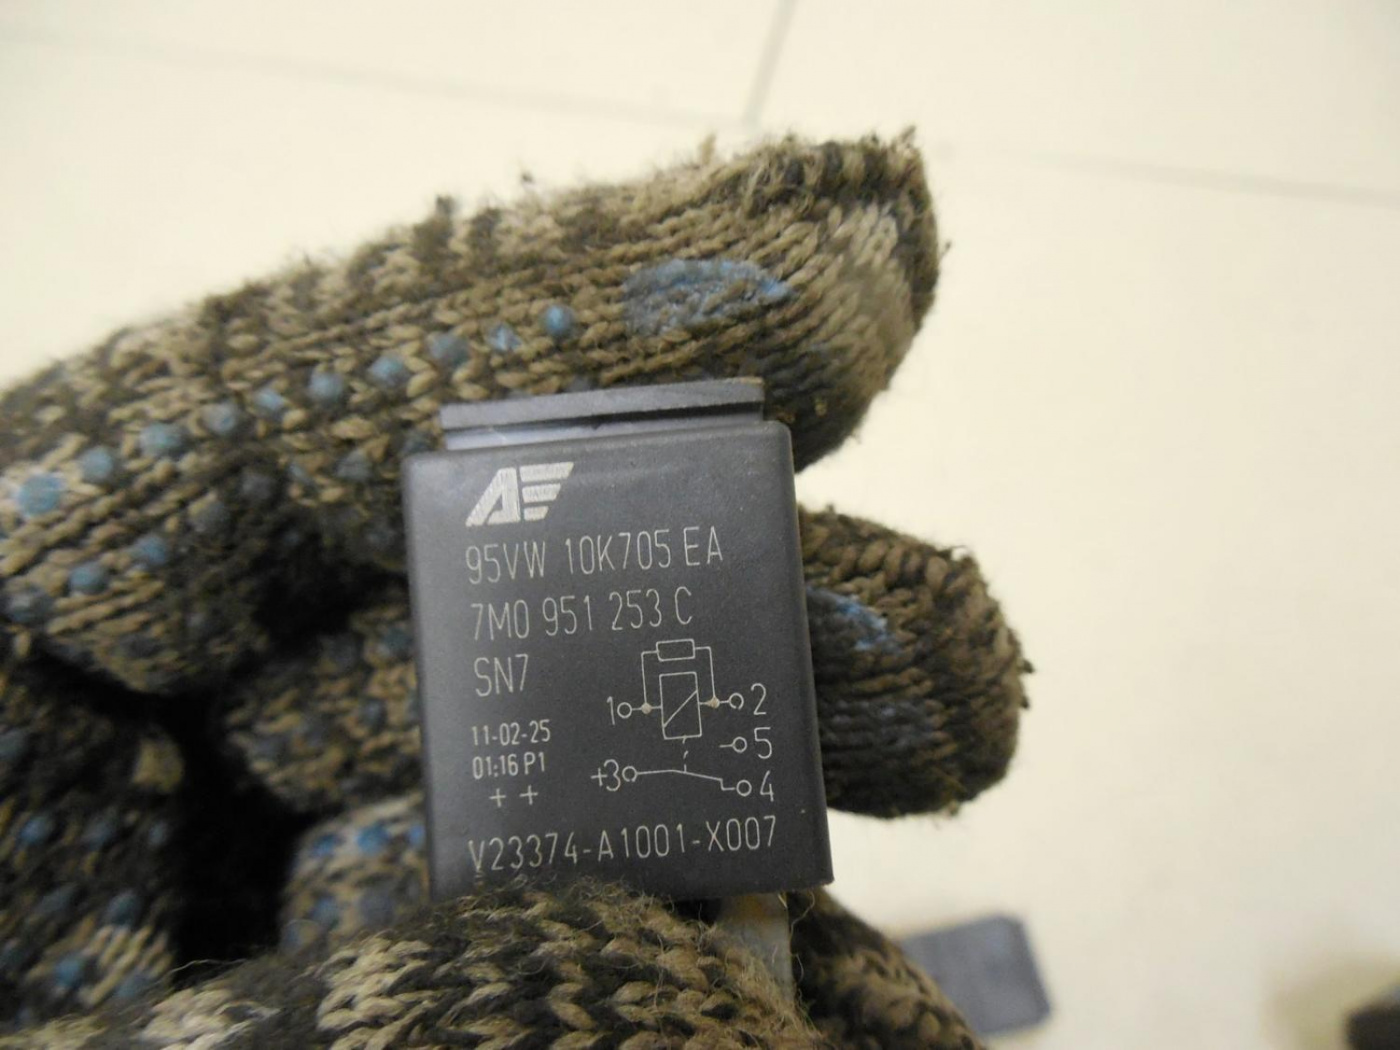 AE
95VW 10K705 EA
7M0 951 253 C
SN7
1 2
11-02-25
5
01:16 P1
+3 4
+ +
V23374-A1001-X007